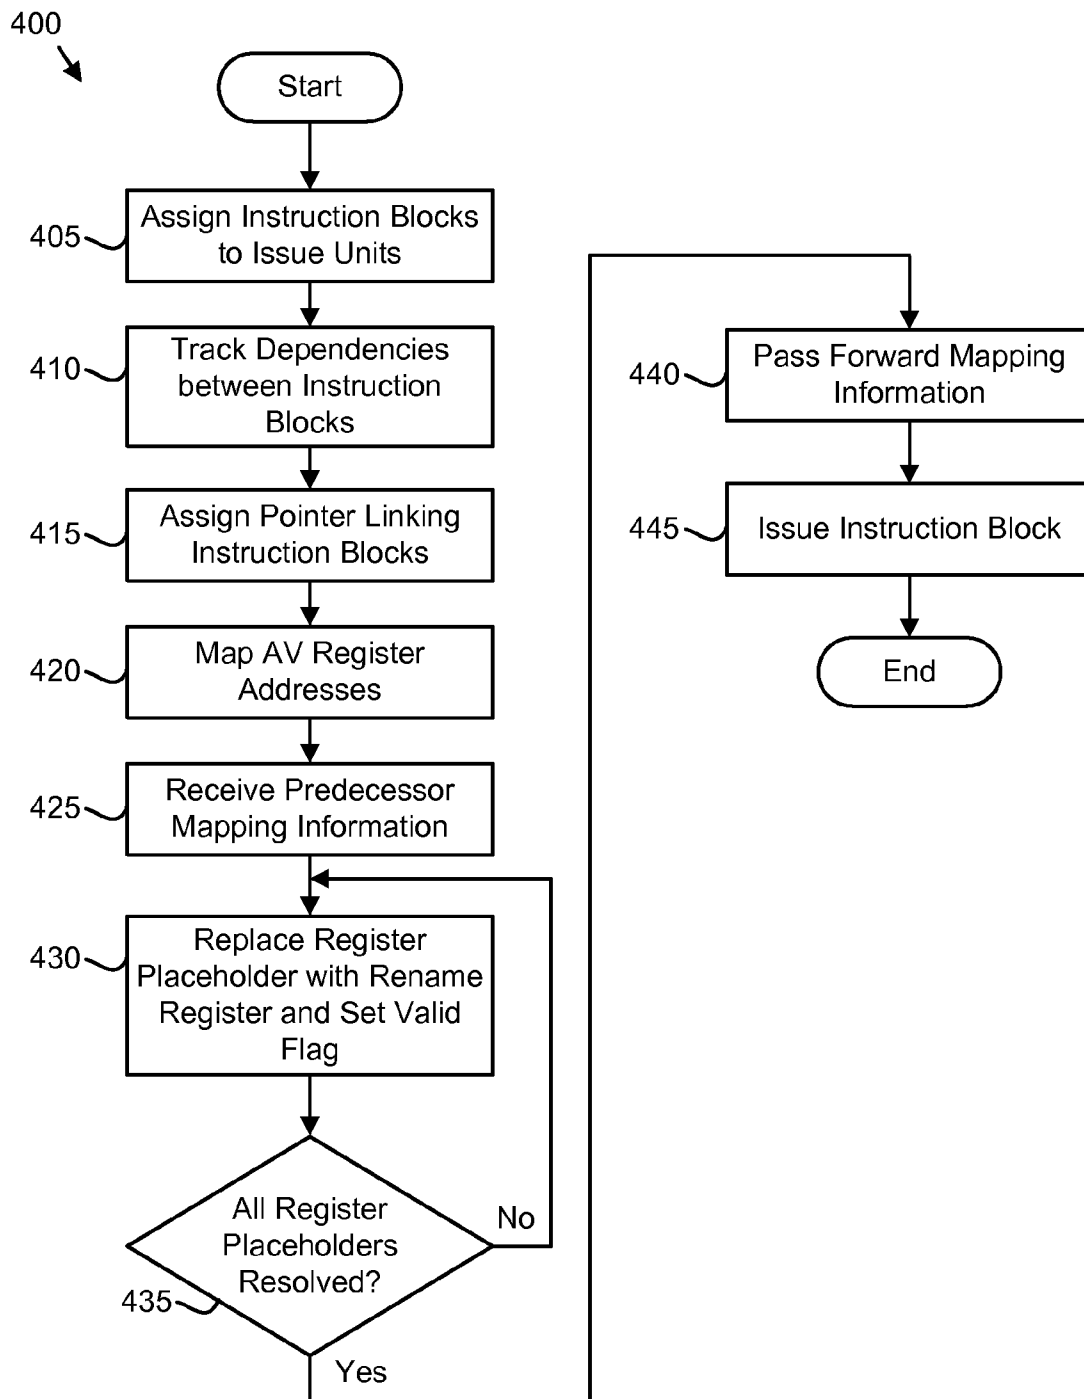 400
Start
405
Assign Instruction Blocks
to Issue Units
410
Track Dependencies
between Instruction
Blocks
415
Assign Pointer Linking
Instruction Blocks
420
Map AV Register
Addresses
425
Receive Predecessor
Mapping Information
430
Replace Register
Placeholder with Rename
Register and Set Valid
Flag
435
All Register
Placeholders
Resolved?
No
Yes
440
Pass Forward Mapping
Information
445
Issue Instruction Block
End